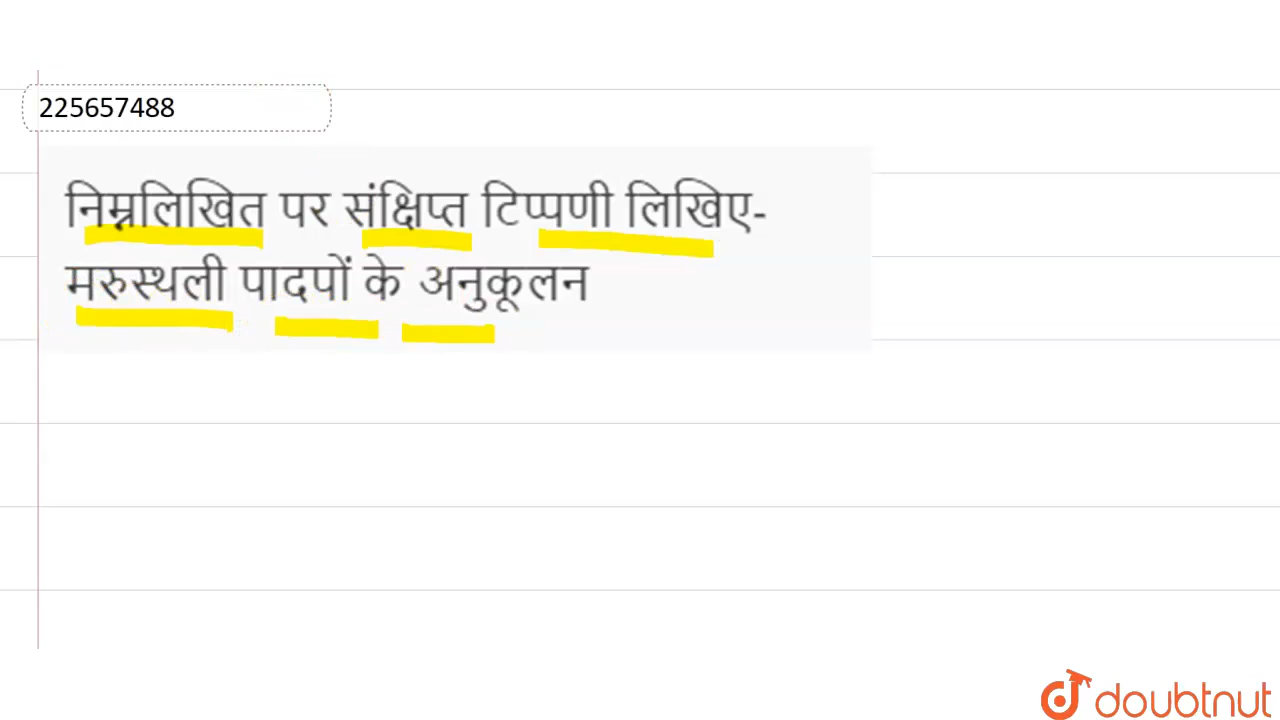 225657488
निम्नलिखित पर संक्षिप्त टिप्पणी लिखिए-
मरुस्थली पादपों के अनुकूलन
doubtnut